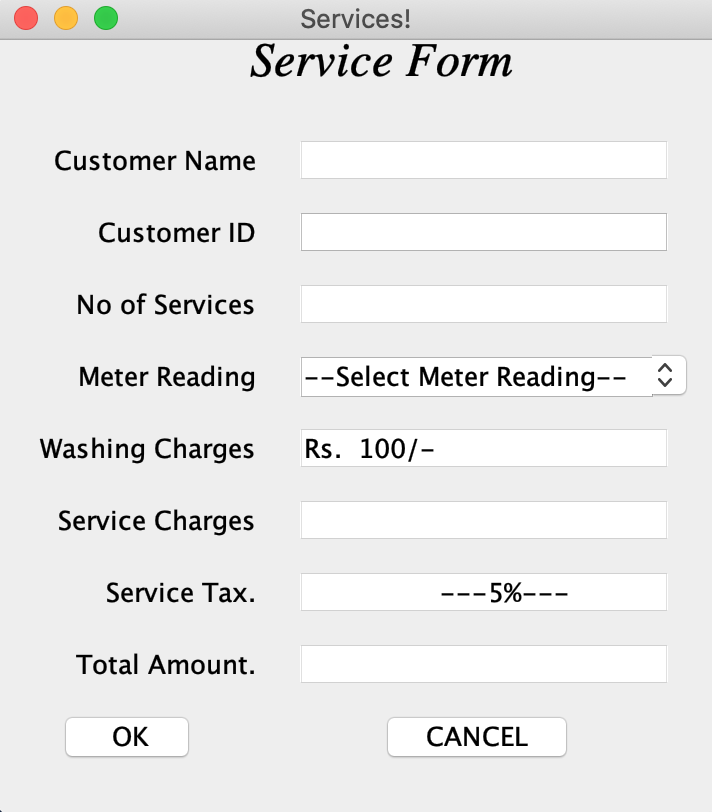 Services!
Service Form
Customer Name
Customer ID
No of Services
Meter Reading --Select Meter Reading--
Washing Charges Rs. 100/-
Service Charges
Service Tax. ---5%---
Total Amount.
OK CANCEL